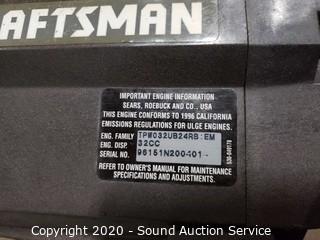 AFTSMAN
IMPORTANT ENGINE INFORMATION
SEARS, ROEBUCK AND CO., USA
THIS ENGINE CONFORMS TO 1996 CALIFORNIA
EMISSIONS REGULATIONS FOR ULGE ENGINES.
ENG. FAMILY TPW032UB24RB:EM
ENG. DISP. 32CC
SERIAL NO. 96151N200
REFER TO OWNER'S MANUAL FOR MAINTENANCE
SPECIFICATIONS AND ADJUSTMENTS.
Copyright 2020 - Sound Auction Service